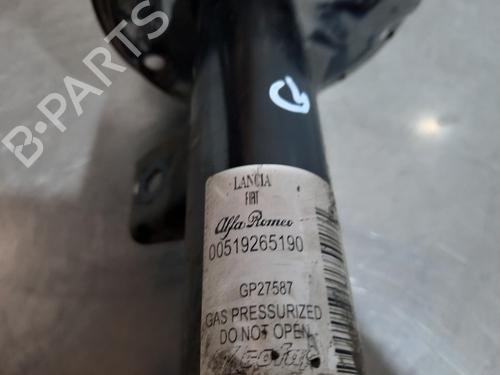 B-PARTS
D
LANCIA
FIAT
Alfa Romeo
00519265190
GP27587
GAS PRESSURIZED
DO NOT OPEN